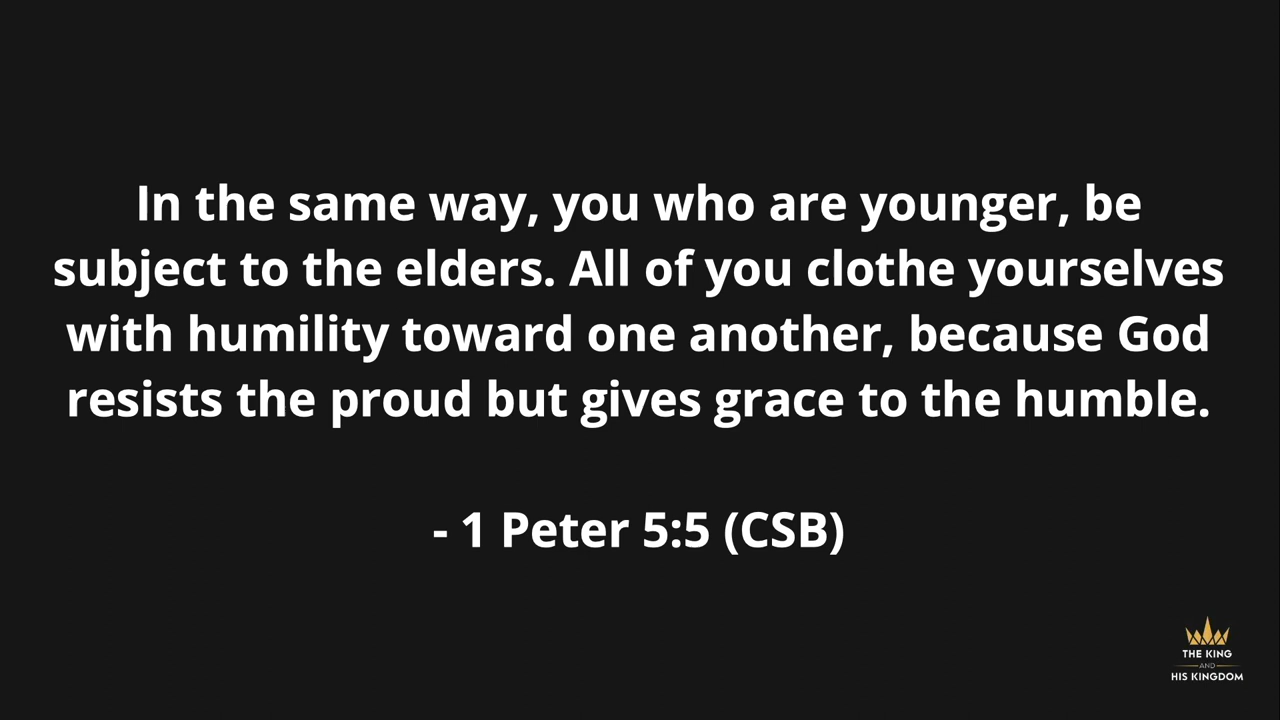 In the same way, you who are younger, be
subject to the elders. All of you clothe yourselves
with humility toward one another, because God
resists the proud but gives grace to the humble.
- 1 Peter 5:5 (CSB)
THE KING
AND
HIS KINGDOM